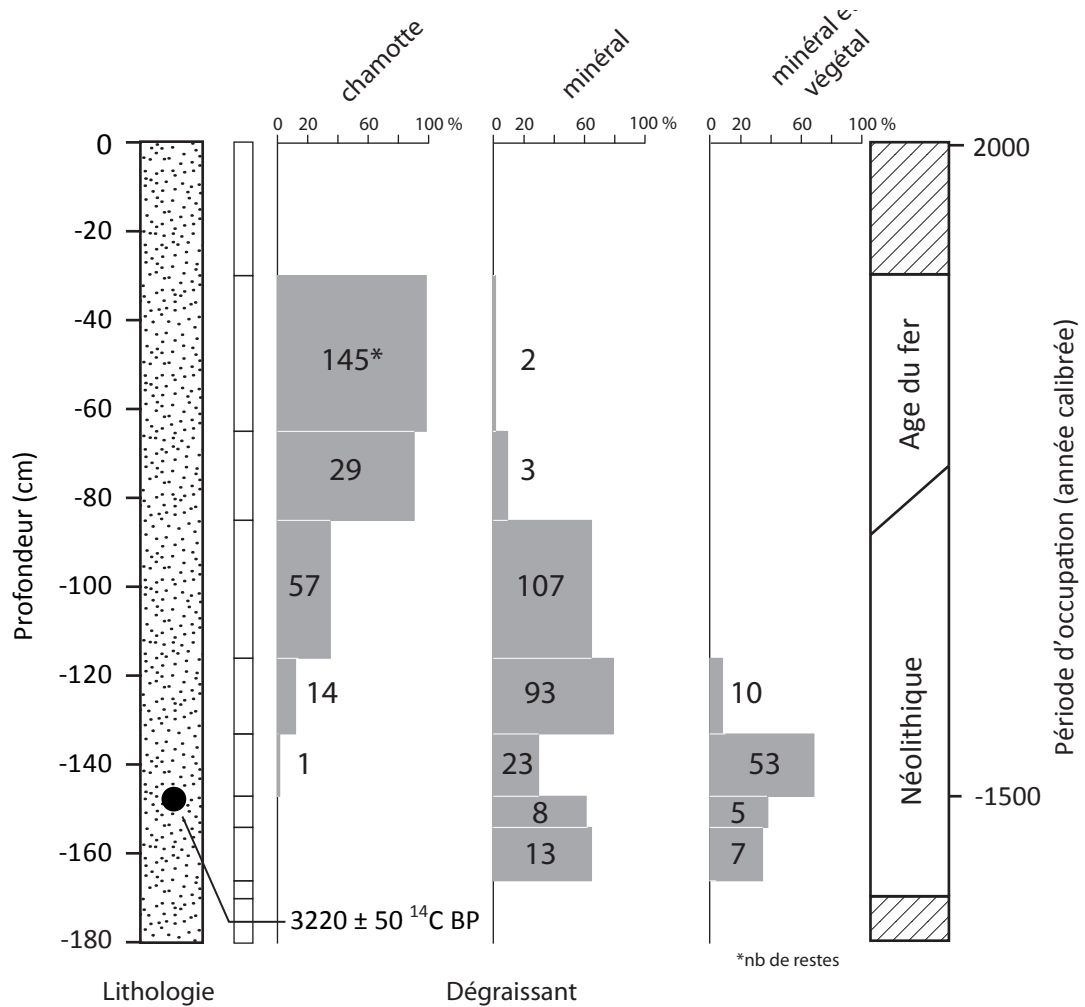 chamotte
minéral
minéral et
végétal
0 20 60 100 %
0 20 60 100 %
0 20 60 100 %
0
-20
-40
-60
-80
-100
-120
-140
-160
-180
Profondeur (cm)
145*
2
29
3
57
107
14
93
10
1
23
53
8
5
13
7
3220 ± 50 ¹⁴C BP
2000
-1500
Age du fer
Néolithique
Période d'occupation (année calibrée)
*nb de restes
Lithologie
Dégraissant